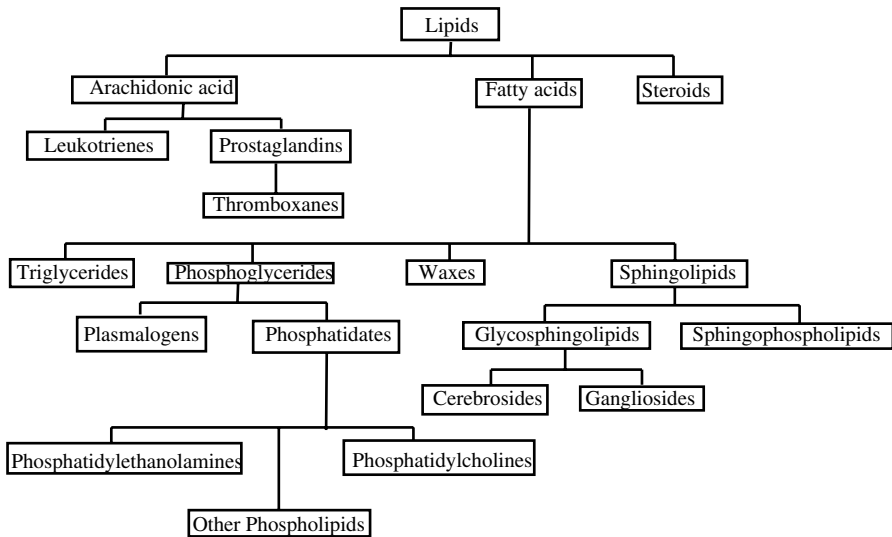 Lipids
Arachidonic acid
Fatty acids
Steroids
Leukotrienes
Prostaglandins
Thromboxanes
Triglycerides
Phosphoglycerides
Waxes
Sphingolipids
Plasmalogens
Phosphatidates
Glycosphingolipids
Sphingophospholipids
Cerebrosides
Gangliosides
Phosphatidylethanolamines
Phosphatidylcholines
Other Phospholipids